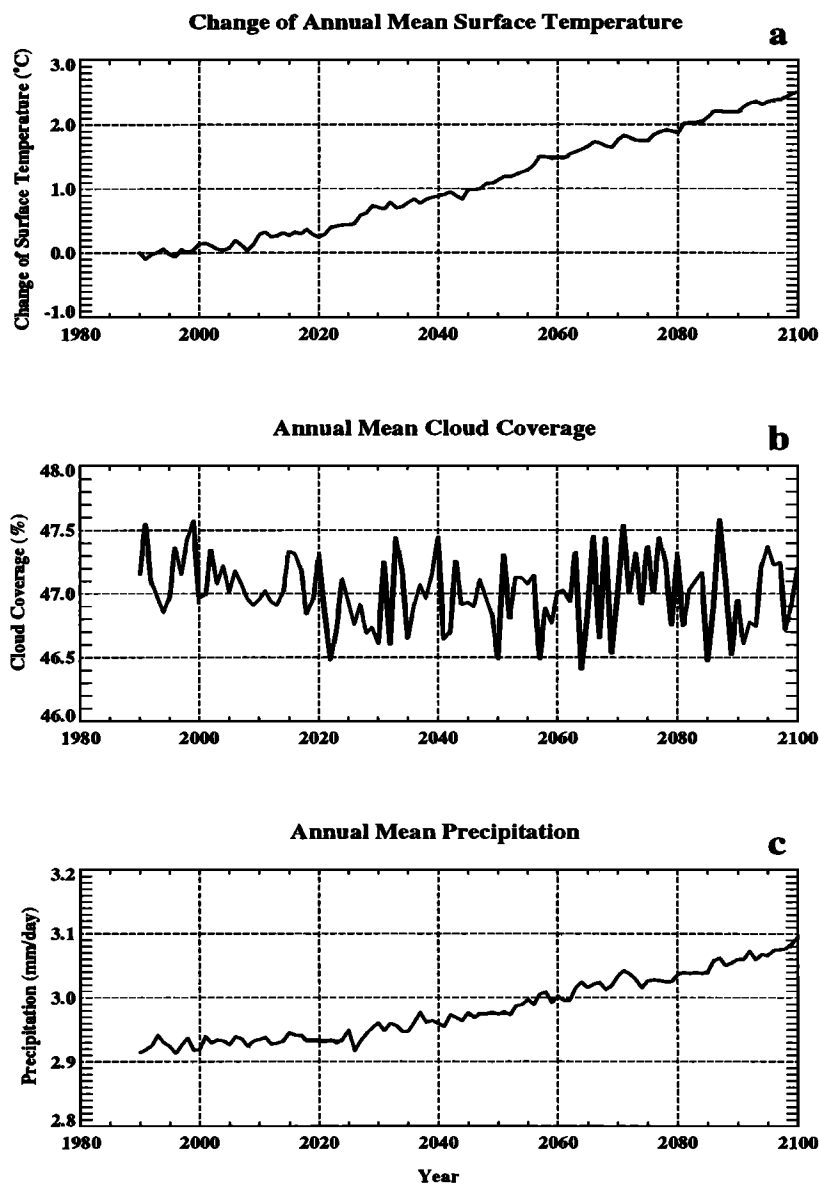 Change of Annual Mean Surface Temperature
a
Change of Surface Temperature (°C)
3.0
2.0
1.0
0.0
-1.0
1980 2000 2020 2040 2060 2080 2100
Annual Mean Cloud Coverage
b
Cloud Coverage (%)
48.0
47.5
47.0
46.5
46.0
1980 2000 2020 2040 2060 2080 2100
Annual Mean Precipitation
c
Precipitation (mm/day)
3.2
3.1
3.0
2.9
2.8
1980 2000 2020 2040 2060 2080 2100
Year